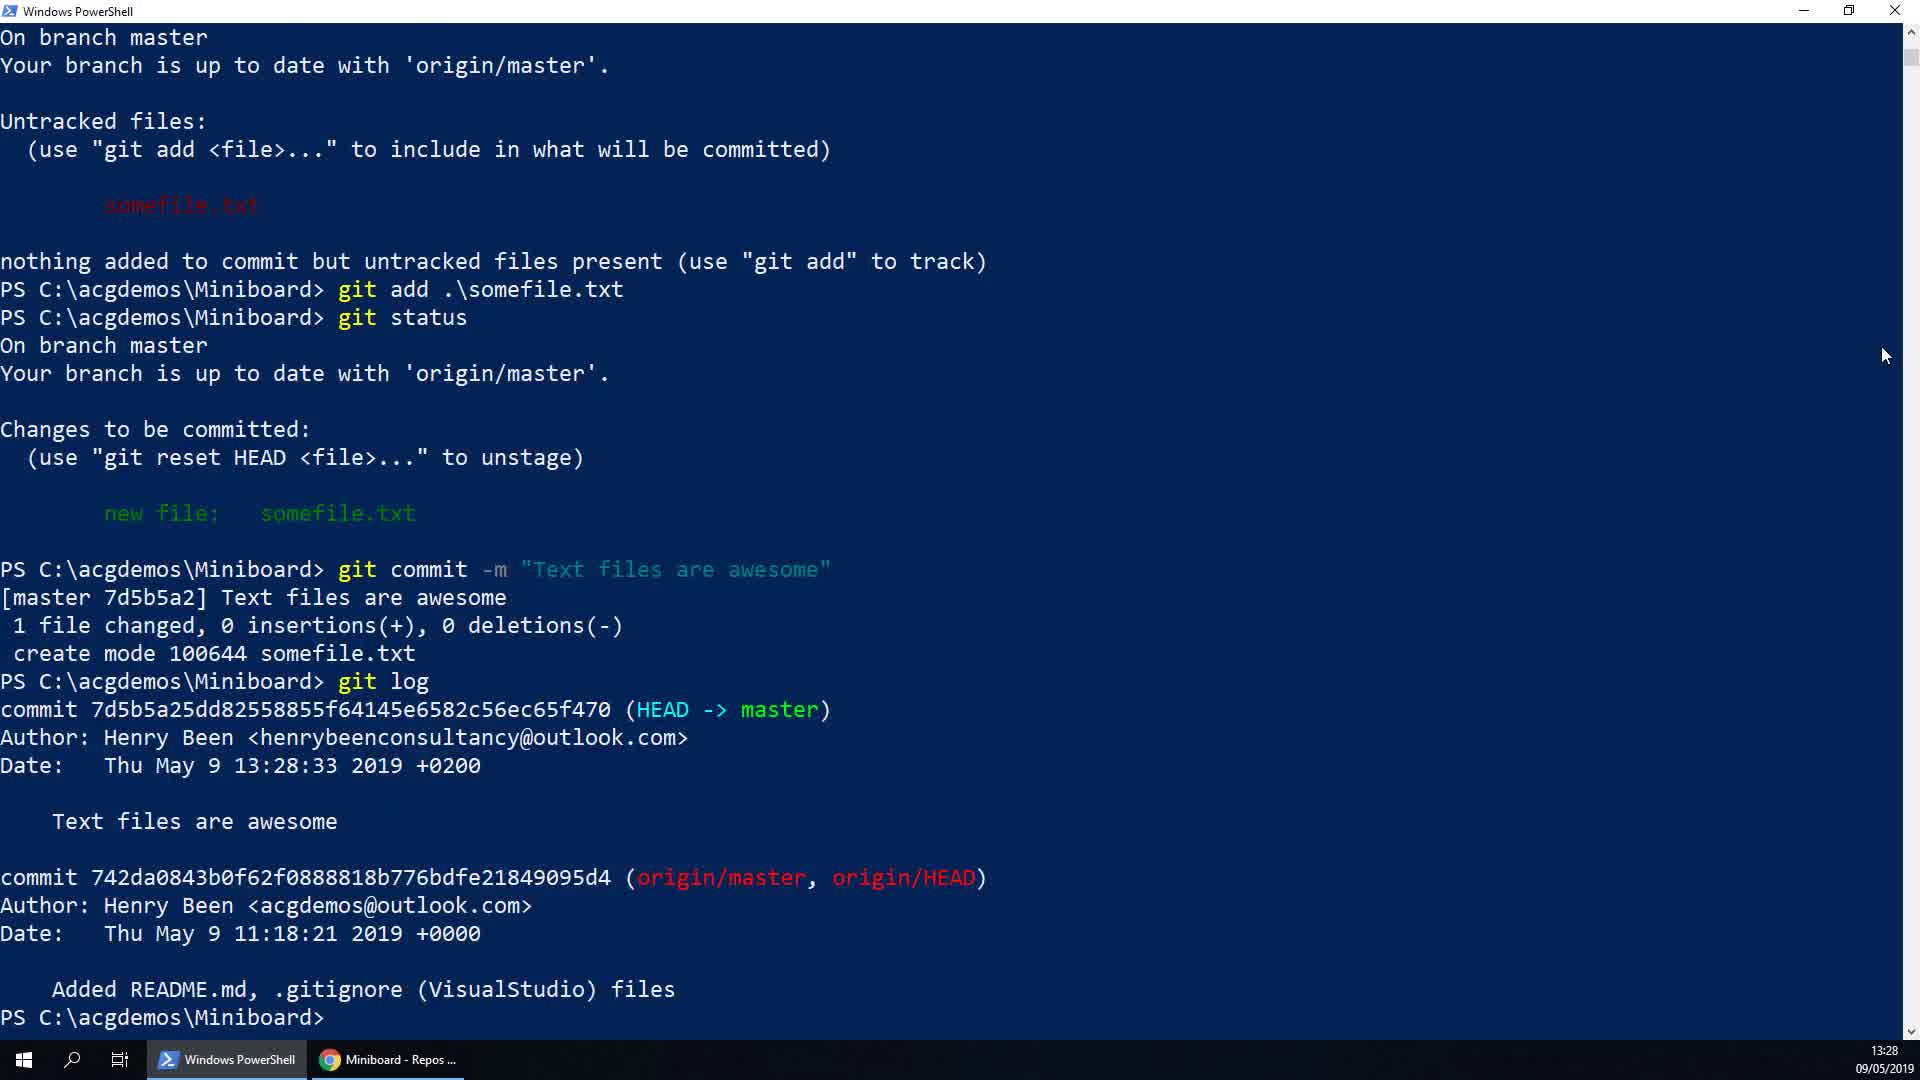 Windows PowerShell
On branch master
Your branch is up to date with 'origin/master'.
Untracked files:
  (use "git add <file>..." to include in what will be committed)
        somefile.txt
nothing added to commit but untracked files present (use "git add" to track)
PS C:\acgdemos\Miniboard> git add .\somefile.txt
PS C:\acgdemos\Miniboard> git status
On branch master
Your branch is up to date with 'origin/master'.
Changes to be committed:
  (use "git reset HEAD <file>..." to unstage)
        new file:   somefile.txt
PS C:\acgdemos\Miniboard> git commit -m "Text files are awesome"
[master 7d5b5a2] Text files are awesome
 1 file changed, 0 insertions(+), 0 deletions(-)
 create mode 100644 somefile.txt
PS C:\acgdemos\Miniboard> git log
commit 7d5b5a25dd82558855f64145e6582c56ec65f470 (HEAD -> master)
Author: Henry Been <henrybeenconsultancy@outlook.com>
Date:   Thu May 9 13:28:33 2019 +0200
    Text files are awesome
commit 742da0843b0f62f0888818b776bdfe21849095d4 (origin/master, origin/HEAD)
Author: Henry Been <acgdemos@outlook.com>
Date:   Thu May 9 11:18:21 2019 +0000
    Added README.md, .gitignore (VisualStudio) files
PS C:\acgdemos\Miniboard>
Windows PowerShell
Miniboard - Repos ...
13:28
09/05/2019